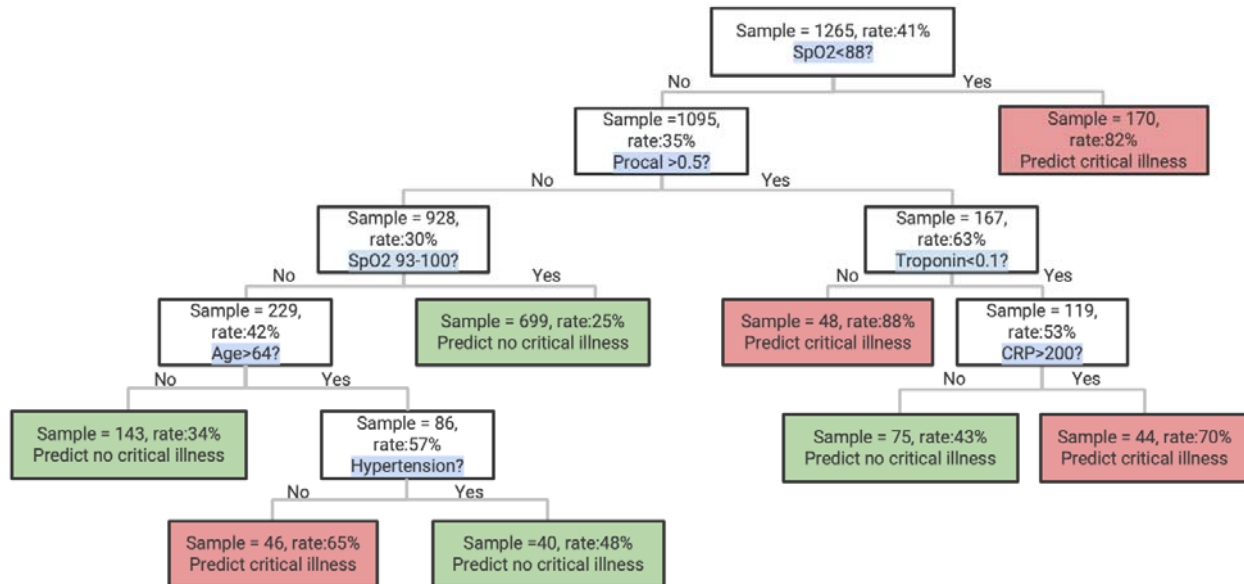 Sample = 1265, rate:41%
SpO2<88?
No
Yes
Sample =1095,
rate:35%
Procal >0.5?
Sample = 170,
rate:82%
Predict critical illness
No
Yes
Sample = 928,
rate:30%
SpO2 93-100?
Sample = 167,
rate:63%
Troponin<0.1?
No
Yes
No
Yes
Sample = 229,
rate:42%
Age>64?
Sample = 699, rate:25%
Predict no critical illness
Sample = 48, rate:88%
Predict critical illness
Sample = 119,
rate:53%
CRP>200?
No
Yes
No
Yes
Sample = 143, rate:34%
Predict no critical illness
Sample = 86,
rate:57%
Hypertension?
Sample = 75, rate:43%
Predict no critical illness
Sample = 44, rate:70%
Predict critical illness
No
Yes
Sample = 46, rate:65%
Predict critical illness
Sample =40, rate:48%
Predict no critical illness